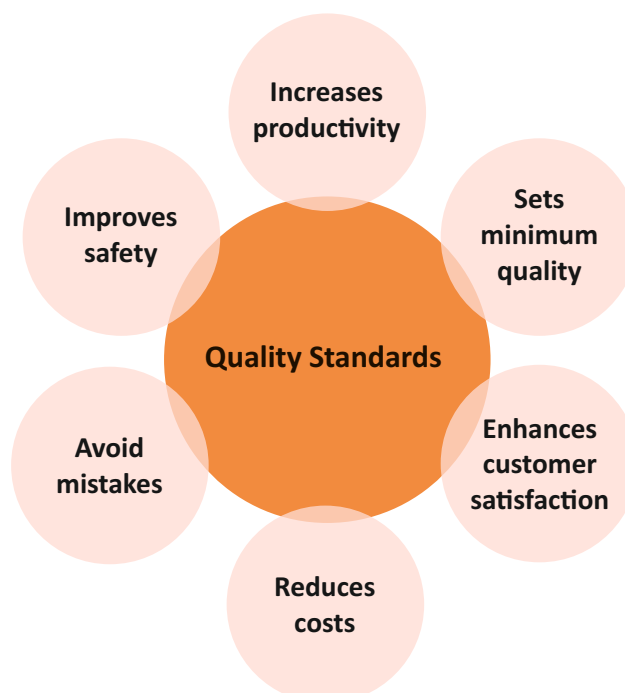 Increases
productivity
Improves
safety
Sets
minimum
quality
Quality Standards
Avoid
mistakes
Enhances
customer
satisfaction
Reduces
costs